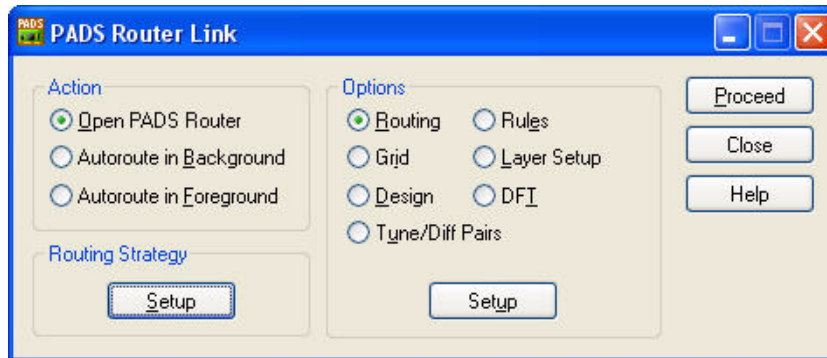 PADS PADS Router Link
Action
Open PADS Router
Autoroute in Background
Autoroute in Foreground
Routing Strategy
Setup
Options
Routing Rules
Grid Layer Setup
Design DFT
Tune/Diff Pairs
Setup
Proceed
Close
Help